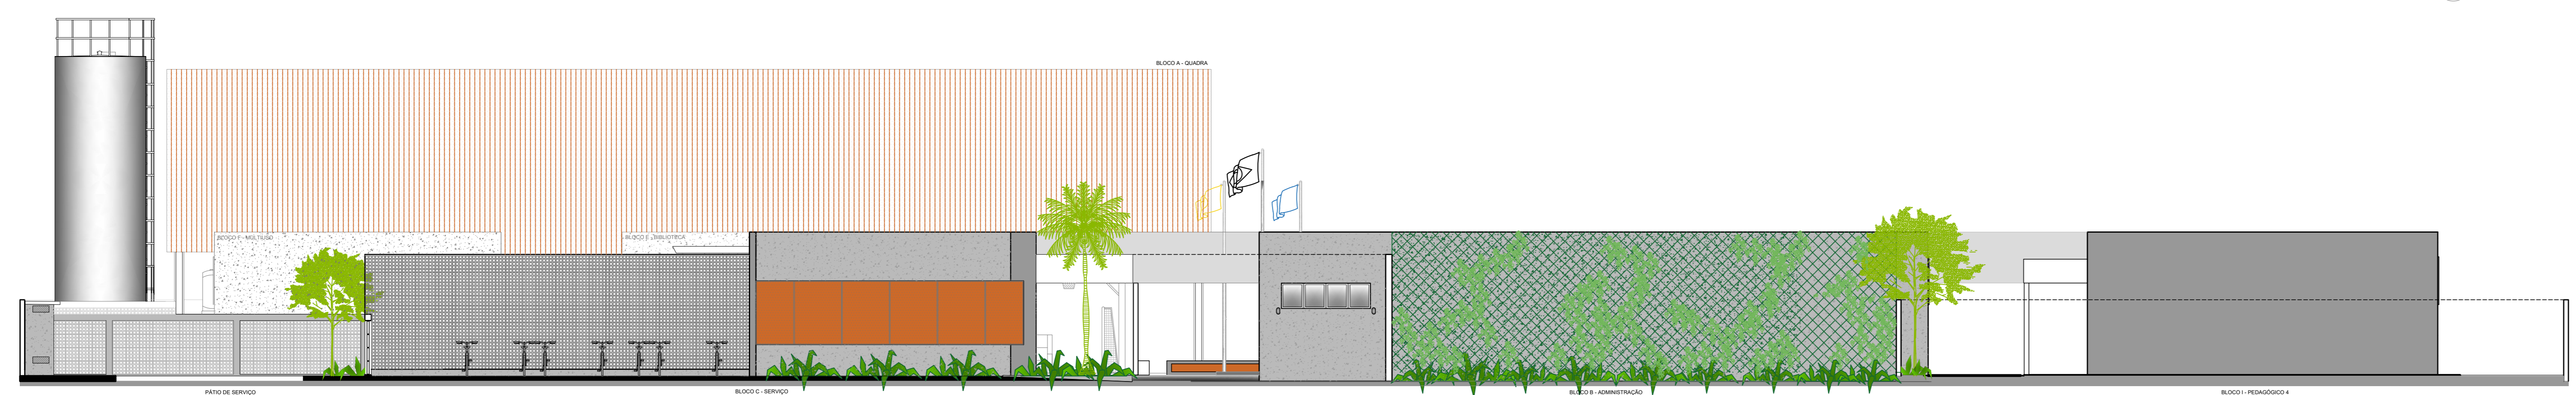 BLOCO A - QUADRA
BLOCO F - MULTIUSO
BLOCO E - BIBLIOTECA
PÁTIO DE SERVIÇO
BLOCO C - SERVIÇO
BLOCO B - ADMINISTRAÇÃO
BLOCO I - PEDAGÓGICO 4